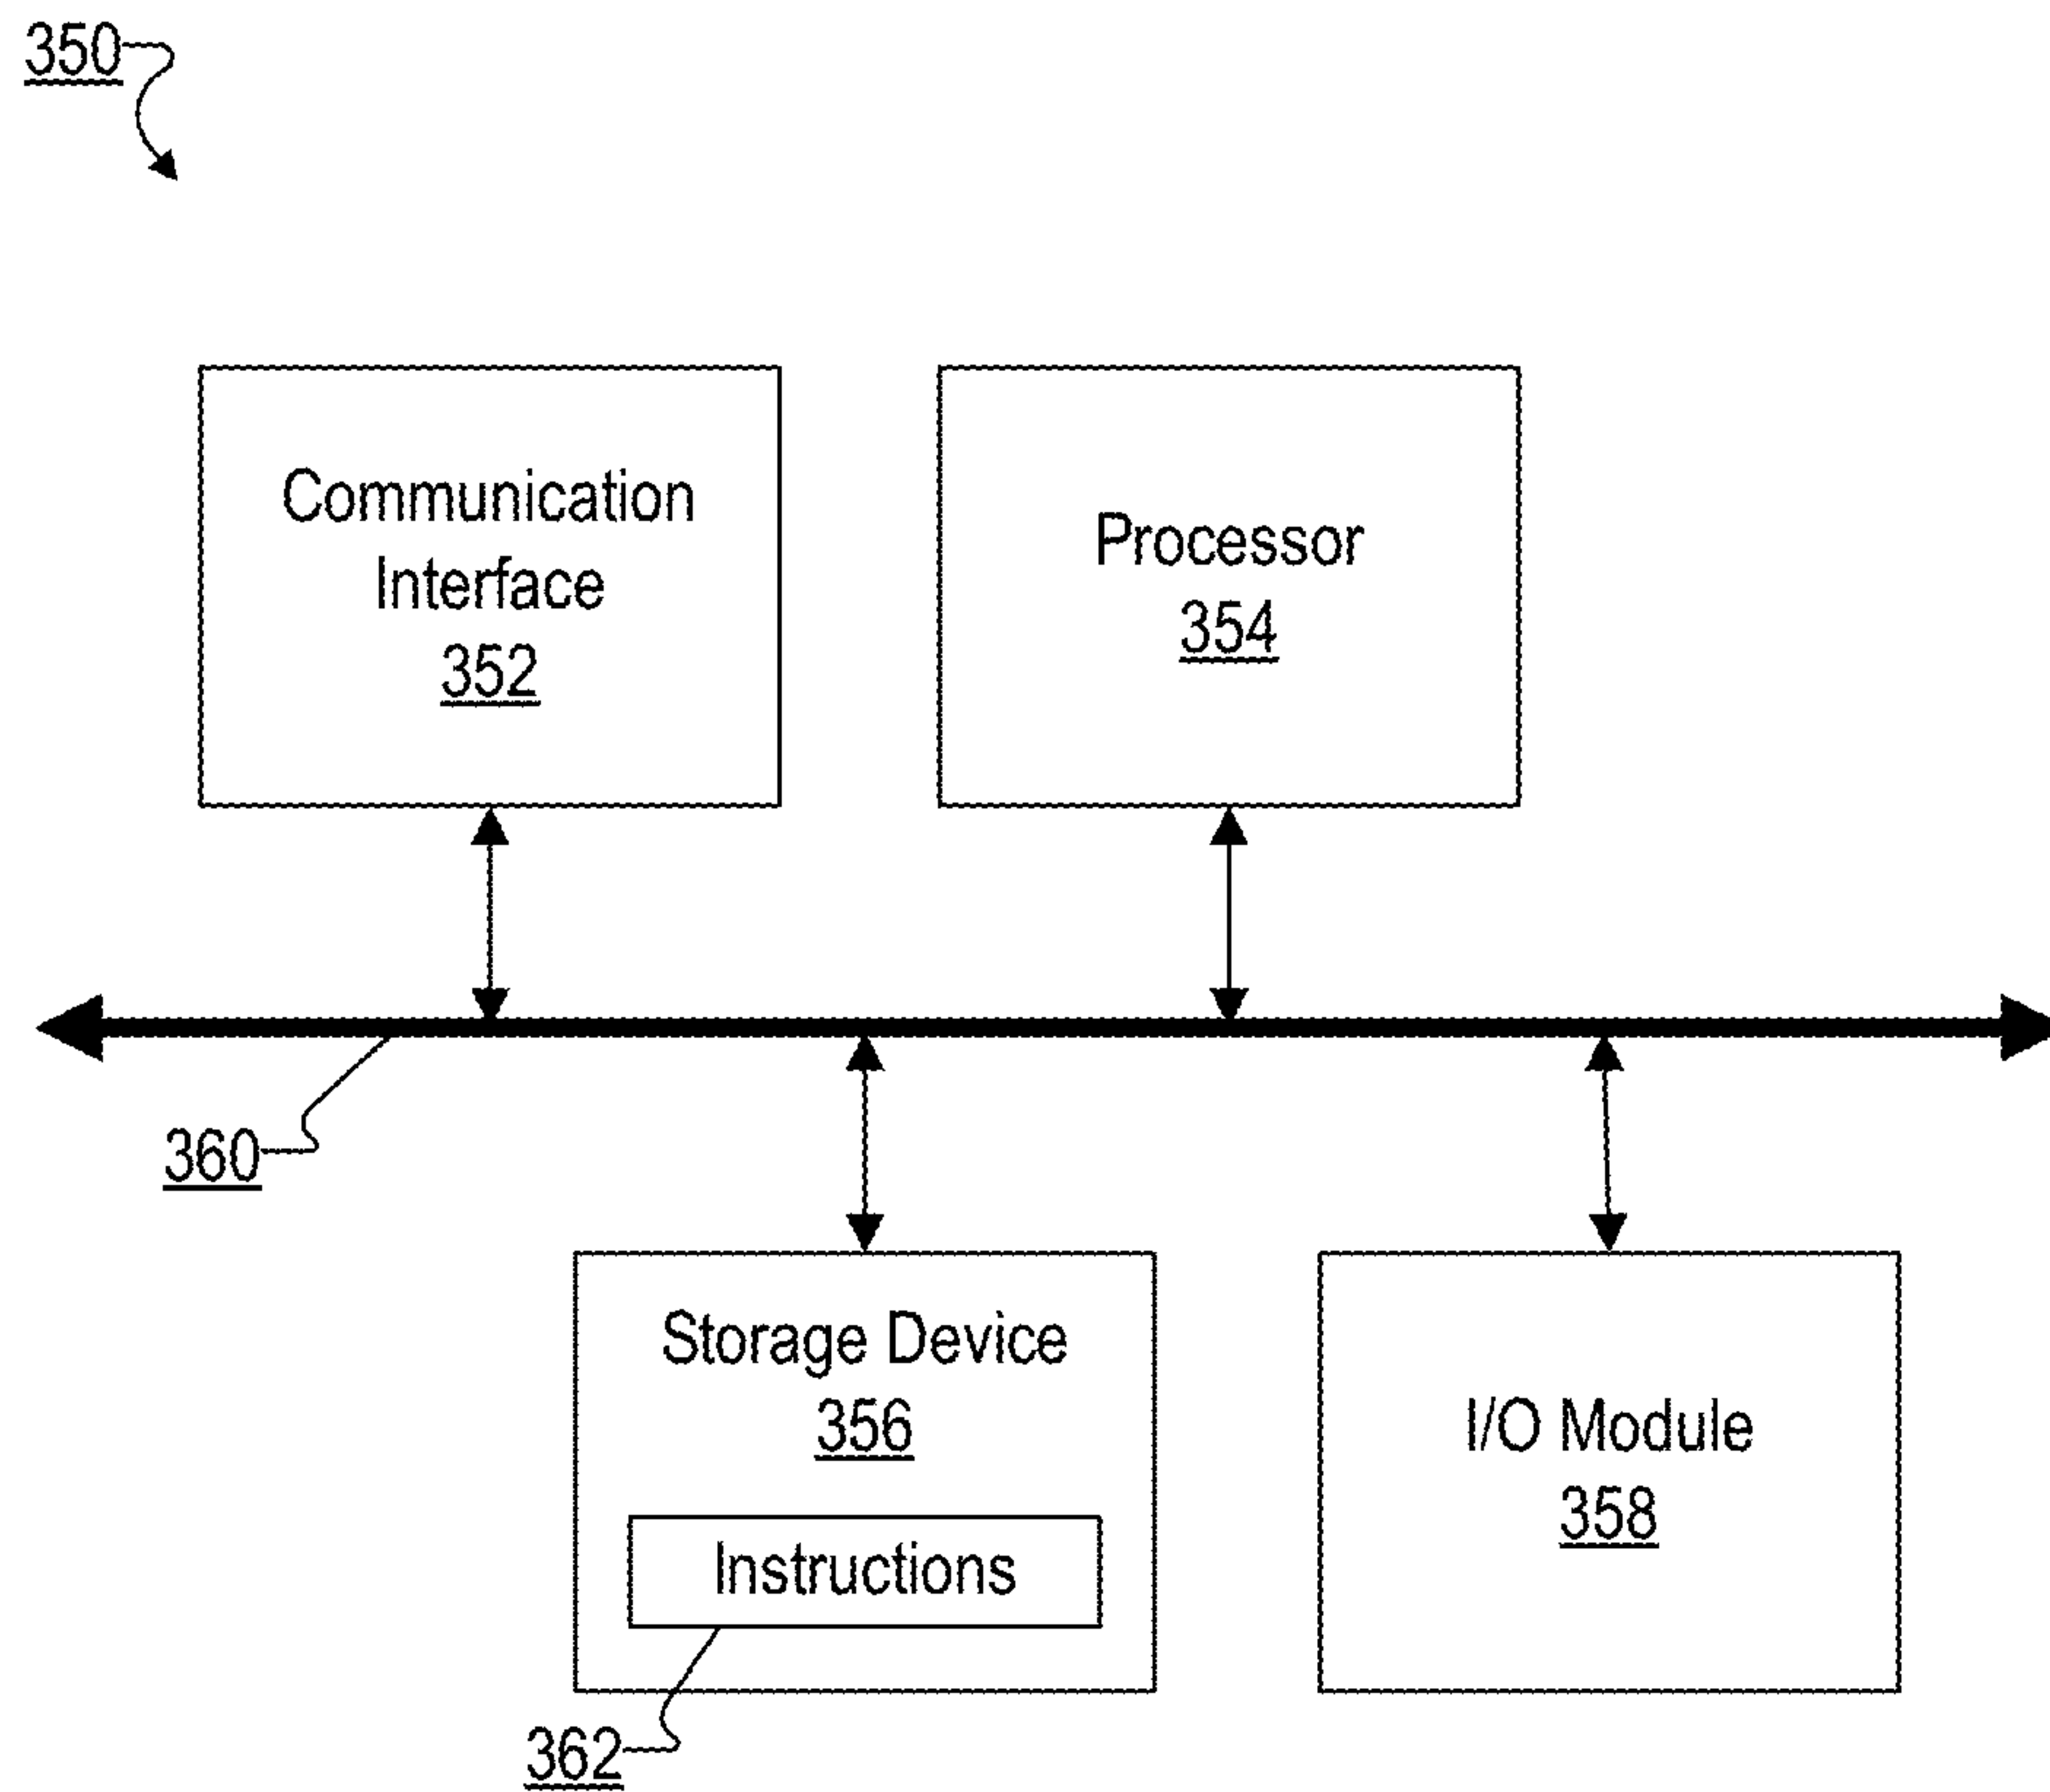 350
Communication
Interface
352
Processor
354
360
Storage Device
356
Instructions
362
I/O Module
358